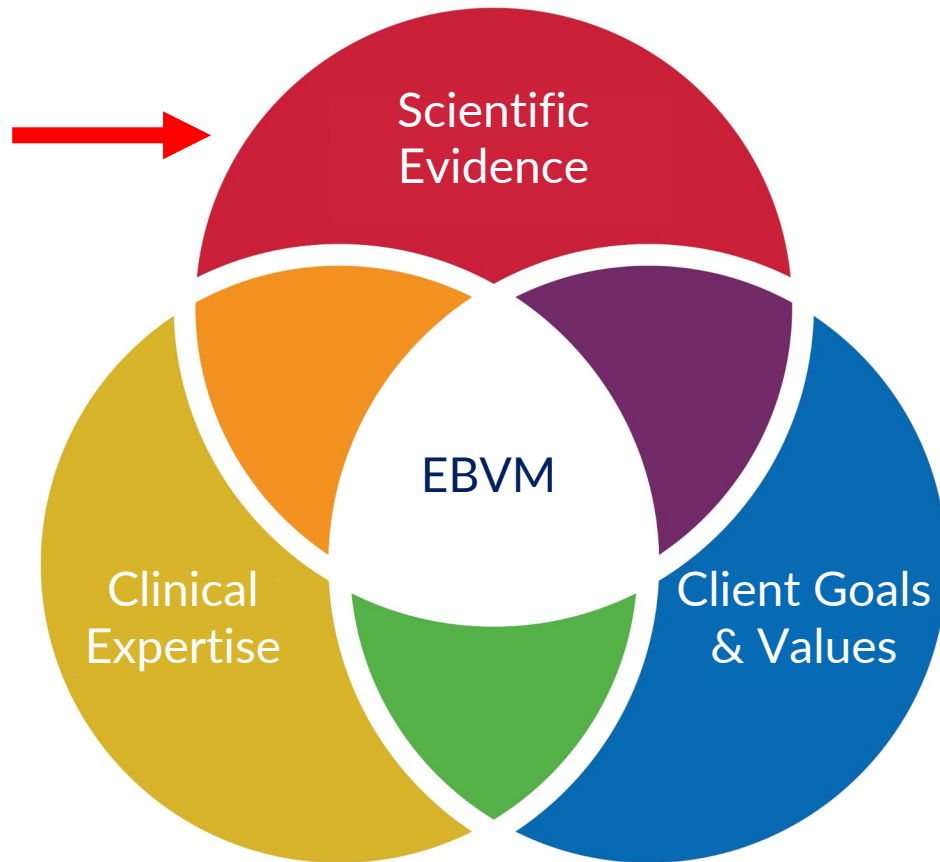 Scientific
Evidence
EBVM
Clinical
Expertise
Client Goals
& Values